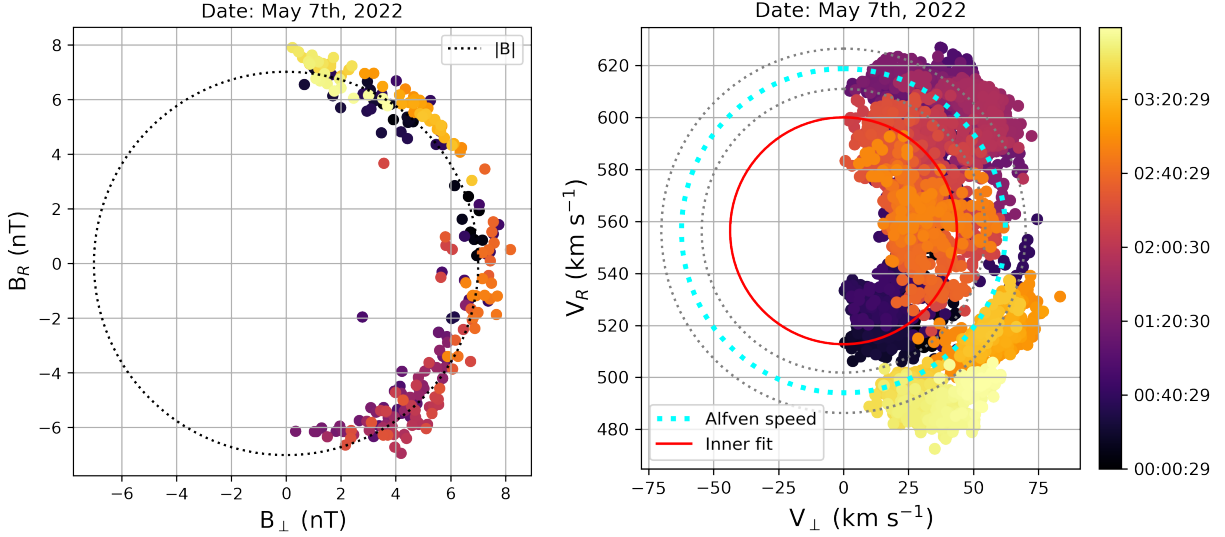 Date: May 7th, 2022
|B|
B_R (nT)
8
6
4
2
0
−2
−4
−6
−6 −4 −2 0 2 4 6 8
B_⊥ (nT)
Date: May 7th, 2022
V_R (km s⁻¹)
620
600
580
560
540
520
500
480
Alfven speed
Inner fit
−75 −50 −25 0 25 50 75
V_⊥ (km s⁻¹)
03:20:29
02:40:29
02:00:30
01:20:30
00:40:29
00:00:29